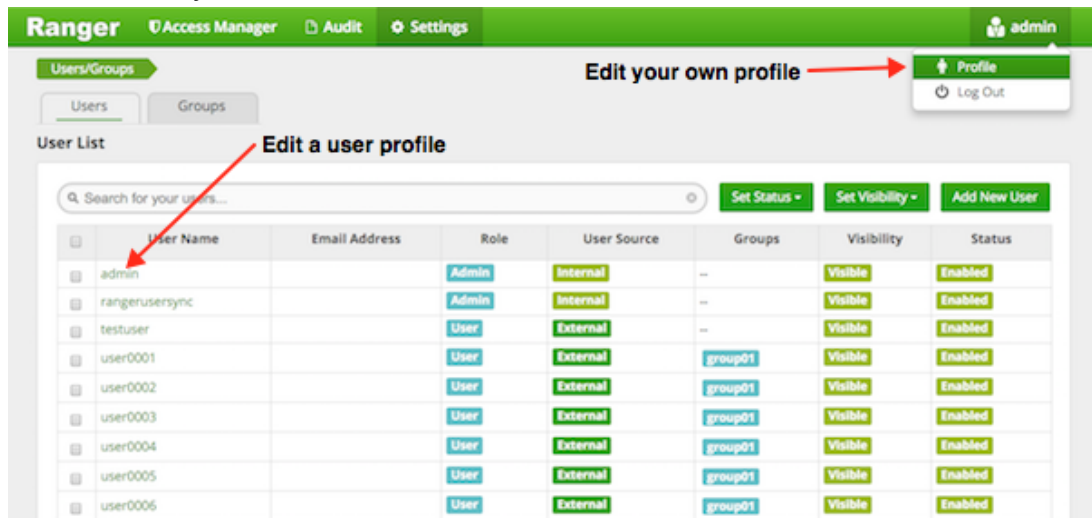 Ranger Access Manager Audit Settings admin
Users/Groups
Edit your own profile
Profile
Log Out
Users Groups
User List
Edit a user profile
Search for your users...
Set Status
Set Visibility
Add New User
User Name Email Address Role User Source Groups Visibility Status
admin Admin Internal -- Visible Enabled
rangerusersync Admin Internal -- Visible Enabled
testuser User External -- Visible Enabled
user0001 User External group01 Visible Enabled
user0002 User External group01 Visible Enabled
user0003 User External group01 Visible Enabled
user0004 User External group01 Visible Enabled
user0005 User External group01 Visible Enabled
user0006 User External group01 Visible Enabled